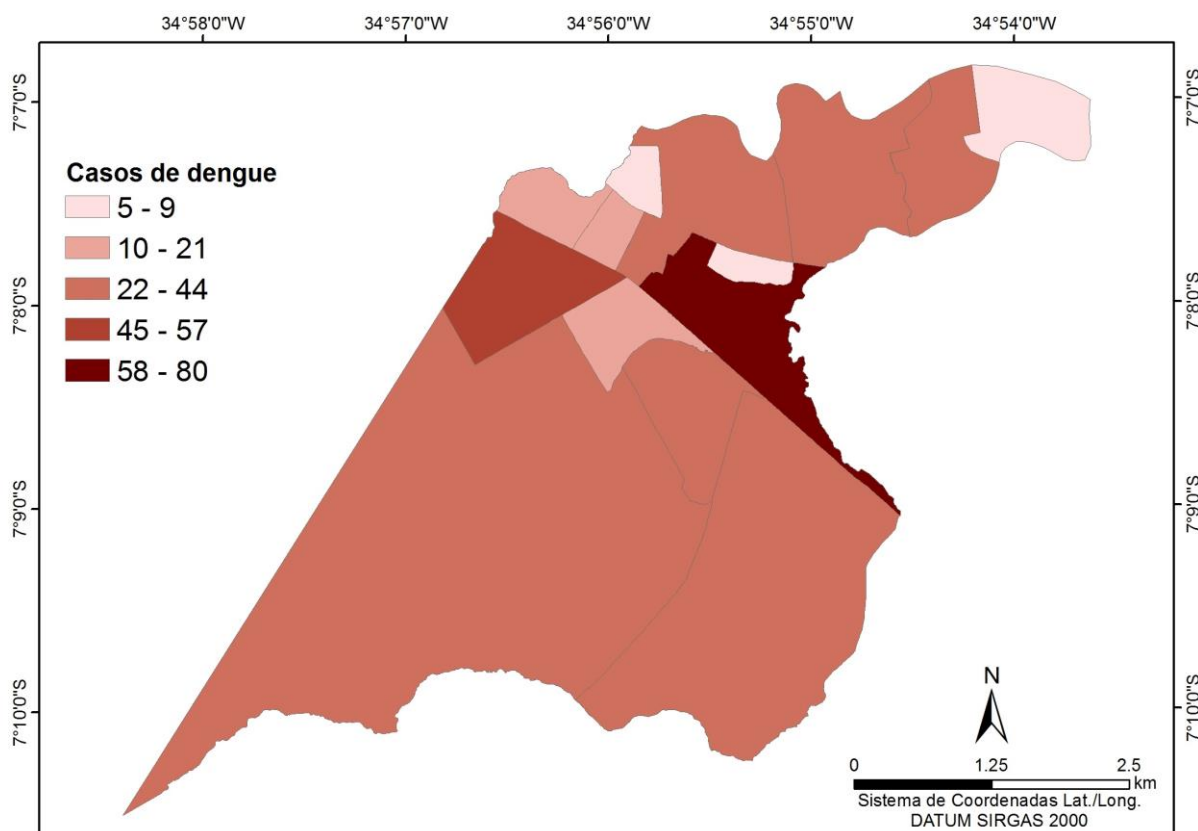 34°58'0"W 34°57'0"W 34°56'0"W 34°55'0"W 34°54'0"W
7°7'0"S 7°7'0"S
Casos de dengue
5 - 9
10 - 21
22 - 44
7°8'0"S 7°8'0"S
45 - 57
58 - 80
7°9'0"S 7°9'0"S
N
7°10'0"S 7°10'0"S
0 1.25 2.5
km
Sistema de Coordenadas Lat./Long.
DATUM SIRGAS 2000